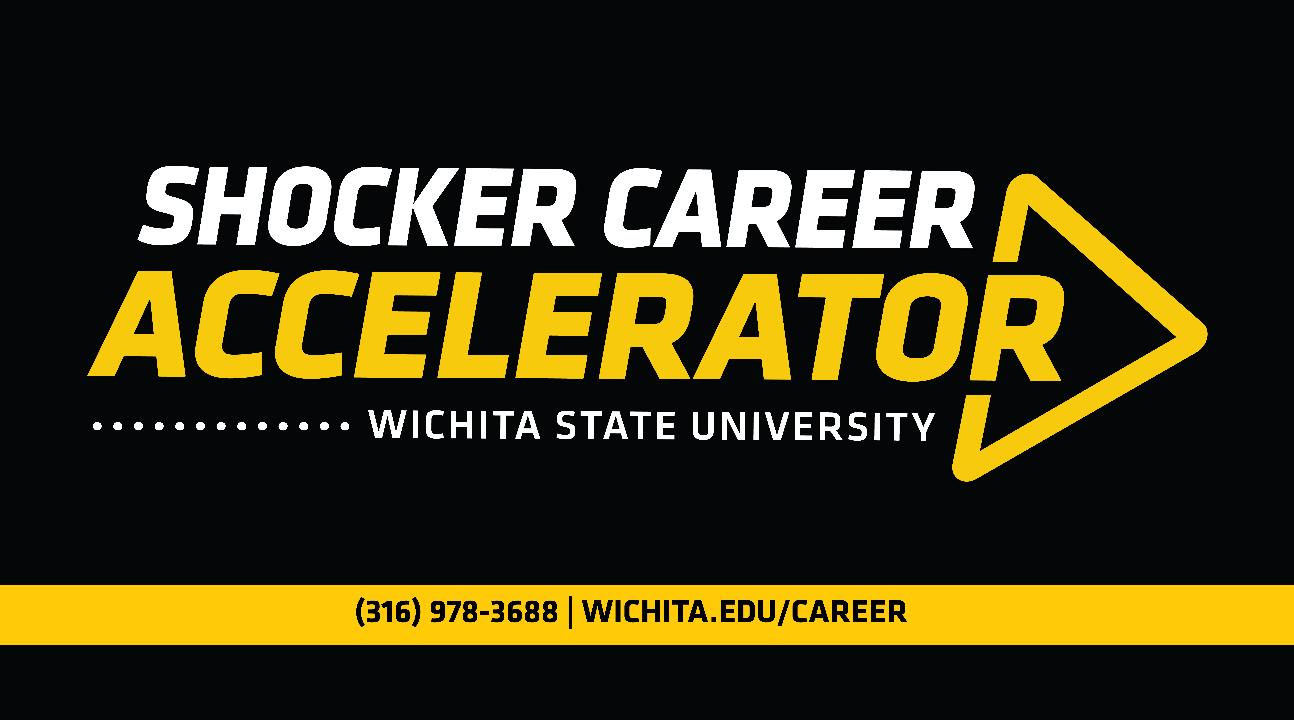 SHOCKER CAREER
ACCELERATOR
WICHITA STATE UNIVERSITY
(316) 978-3688 | WICHITA.EDU/CAREER